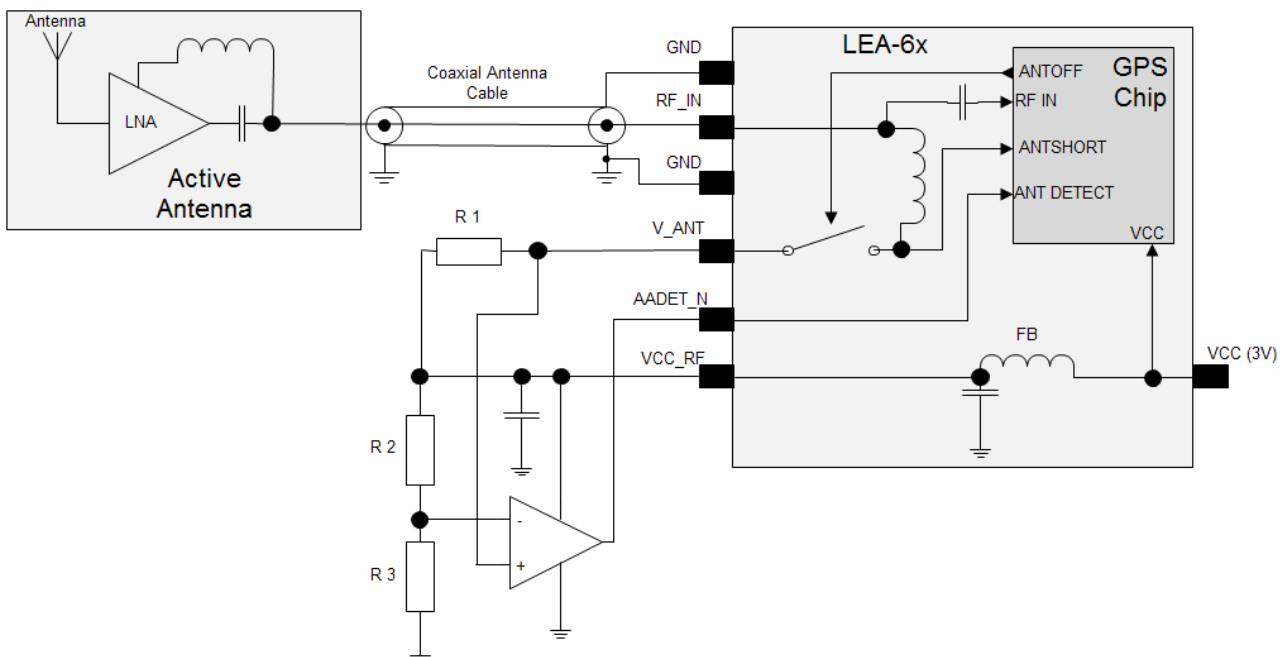 Antenna
LNA
Active
Antenna
Coaxial Antenna
Cable
GND
RF_IN
GND
V_ANT
AADET_N
VCC_RF
LEA-6x
GPS
Chip
ANTOFF
RF IN
ANTSHORT
ANT DETECT
VCC
FB
VCC (3V)
R 1
R 2
R 3
-
+